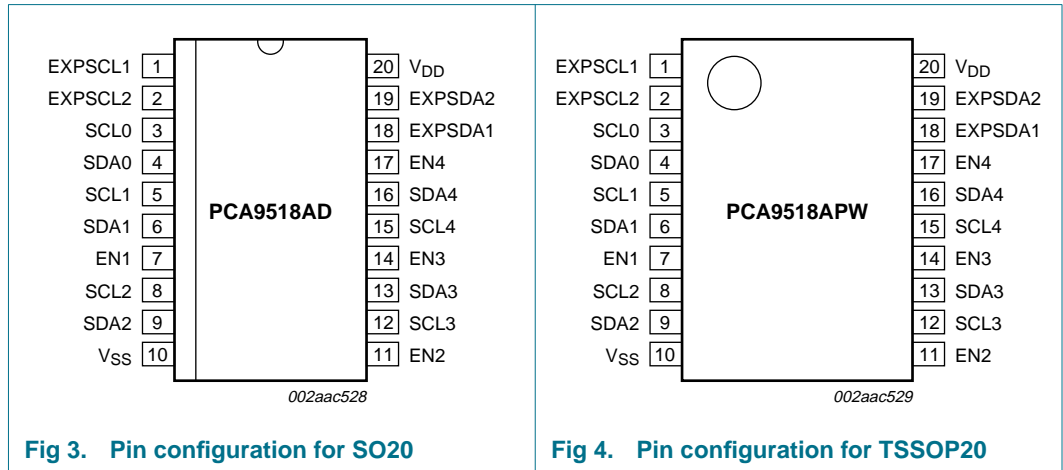 EXPSCL1 1
EXPSCL2 2
SCL0 3
SDA0 4
SCL1 5
SDA1 6
EN1 7
SCL2 8
SDA2 9
VSS 10
PCA9518AD
20 VDD
19 EXPSDA2
18 EXPSDA1
17 EN4
16 SDA4
15 SCL4
14 EN3
13 SDA3
12 SCL3
11 EN2
002aac528
Fig 3. Pin configuration for SO20
EXPSCL1 1
EXPSCL2 2
SCL0 3
SDA0 4
SCL1 5
SDA1 6
EN1 7
SCL2 8
SDA2 9
VSS 10
PCA9518APW
20 VDD
19 EXPSDA2
18 EXPSDA1
17 EN4
16 SDA4
15 SCL4
14 EN3
13 SDA3
12 SCL3
11 EN2
002aac529
Fig 4. Pin configuration for TSSOP20